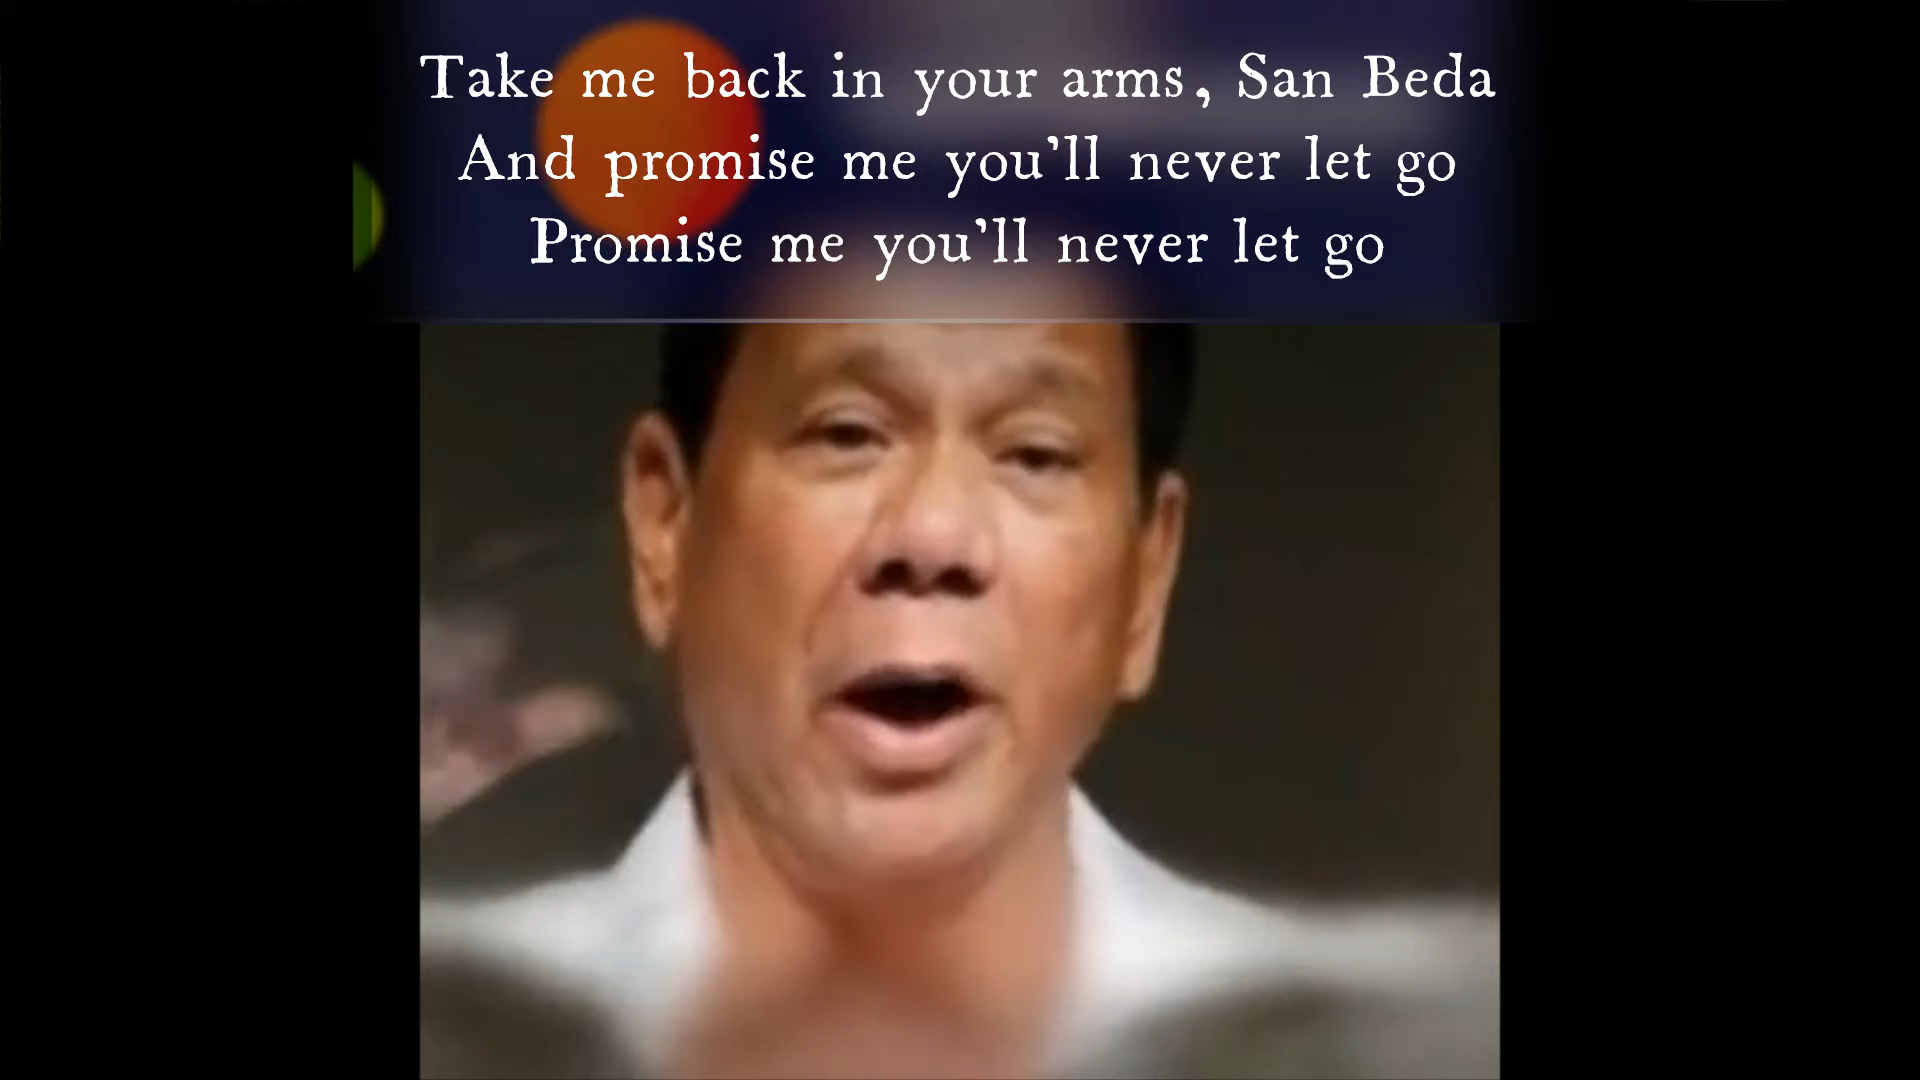 Take me back in your arms, San Beda
And promise me you'll never let go
Promise me you'll never let go